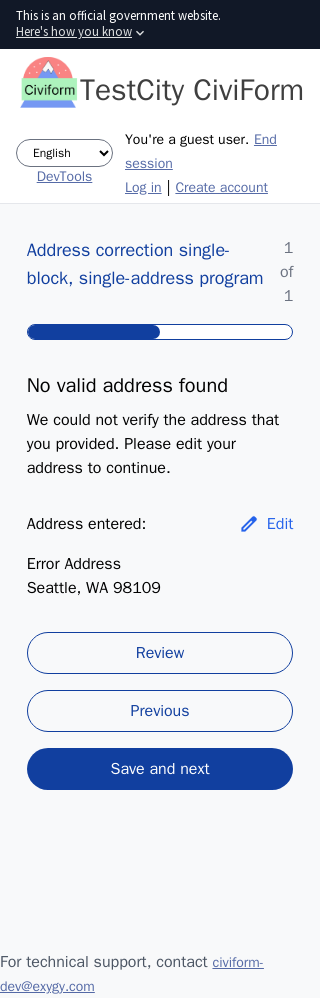 This is an official government website.
Here's how you know
Civiform
TestCity CiviForm
English
DevTools
You're a guest user. End
session
Log in | Create account
Address correction single-
block, single-address program
1
of
1
No valid address found
We could not verify the address that
you provided. Please edit your
address to continue.
Address entered:
Edit
Error Address
Seattle, WA 98109
Review
Previous
Save and next
For technical support, contact civiform-
dev@exygy.com